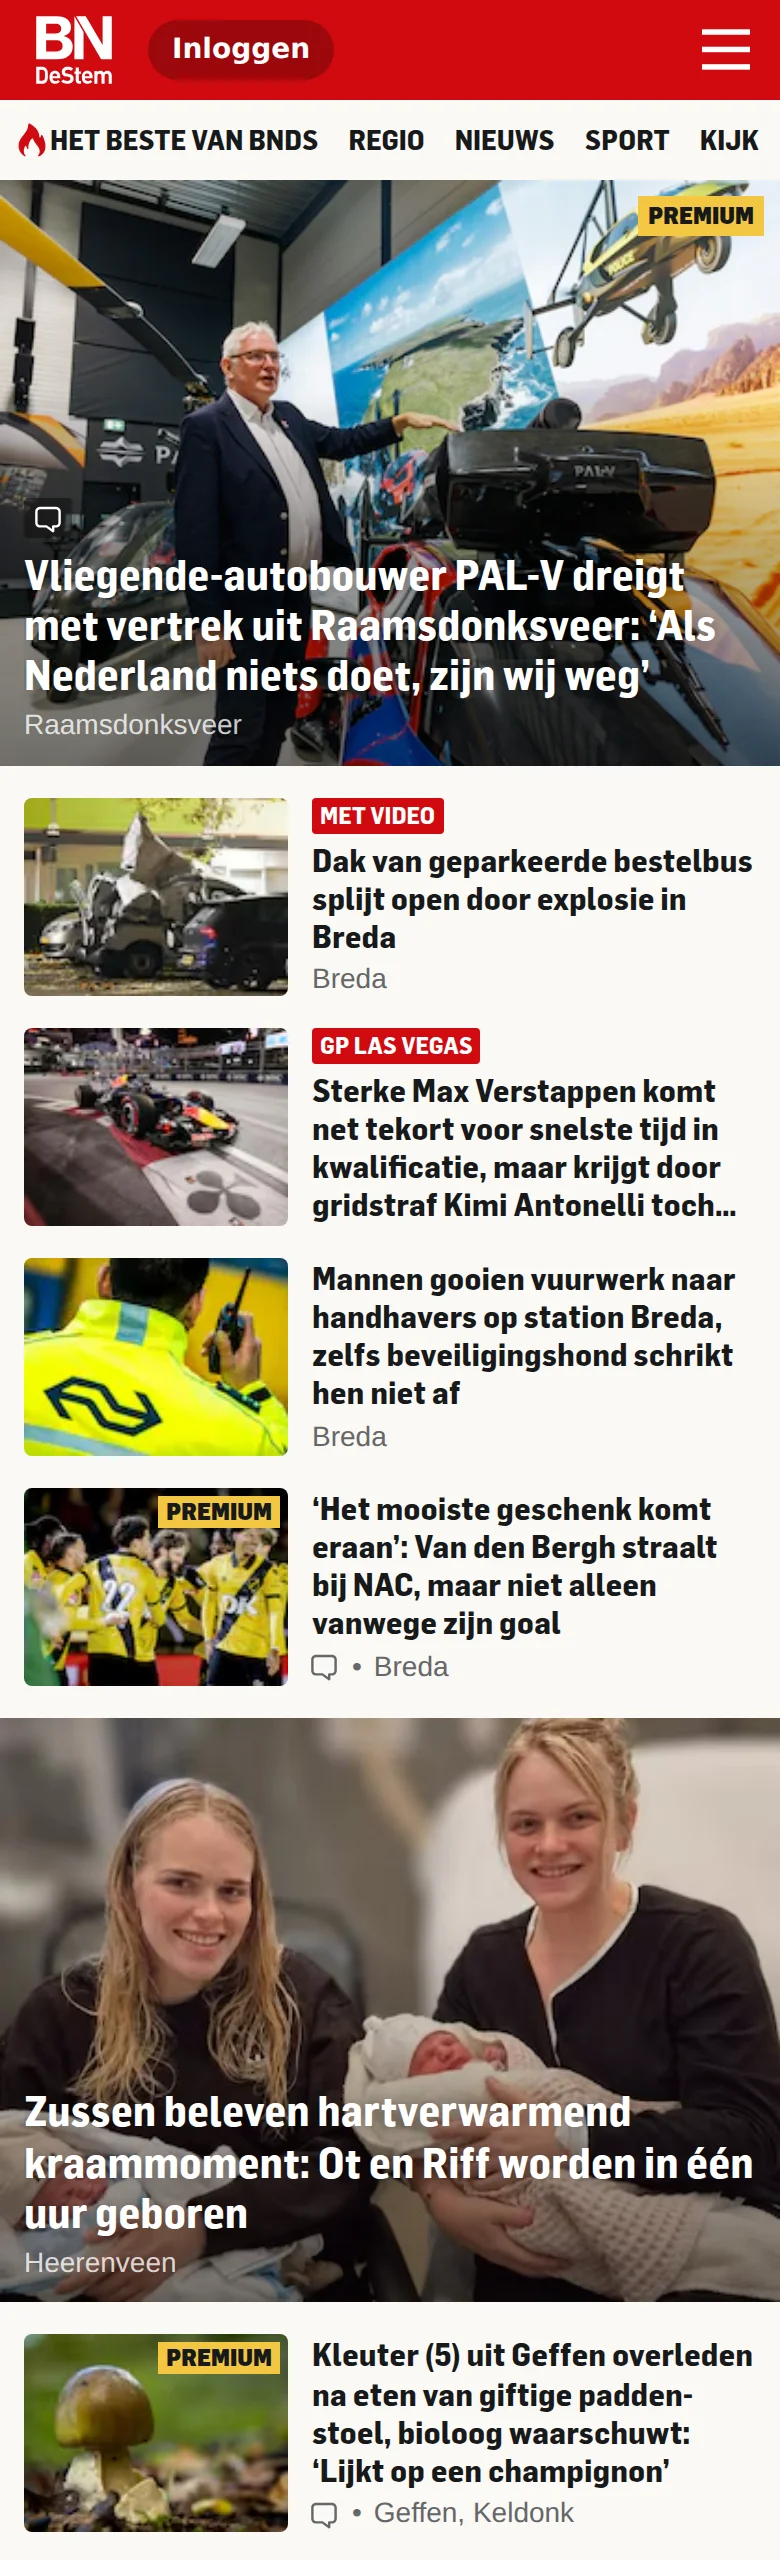 BN
DeStem
Inloggen
HET BESTE VAN BNDS REGIO NIEUWS SPORT KIJK
PREMIUM
POLICE
PAL-V
Vliegende-autobouwer PAL-V dreigt
met vertrek uit Raamsdonksveer: ‘Als
Nederland niets doet, zijn wij weg’
Raamsdonksveer
MET VIDEO
Dak van geparkeerde bestelbus
splijt open door explosie in
Breda
Breda
GP LAS VEGAS
Sterke Max Verstappen komt
net tekort voor snelste tijd in
kwalificatie, maar krijgt door
gridstraf Kimi Antonelli toch...
Mannen gooien vuurwerk naar
handhavers op station Breda,
zelfs beveiligingshond schrikt
hen niet af
Breda
PREMIUM
22
‘Het mooiste geschenk komt
eraan’: Van den Bergh straalt
bij NAC, maar niet alleen
vanwege zijn goal
• Breda
Zussen beleven hartverwarmend
kraammoment: Ot en Riff worden in één
uur geboren
Heerenveen
PREMIUM
Kleuter (5) uit Geffen overleden
na eten van giftige padden-
stoel, bioloog waarschuwt:
‘Lijkt op een champignon’
• Geffen, Keldonk